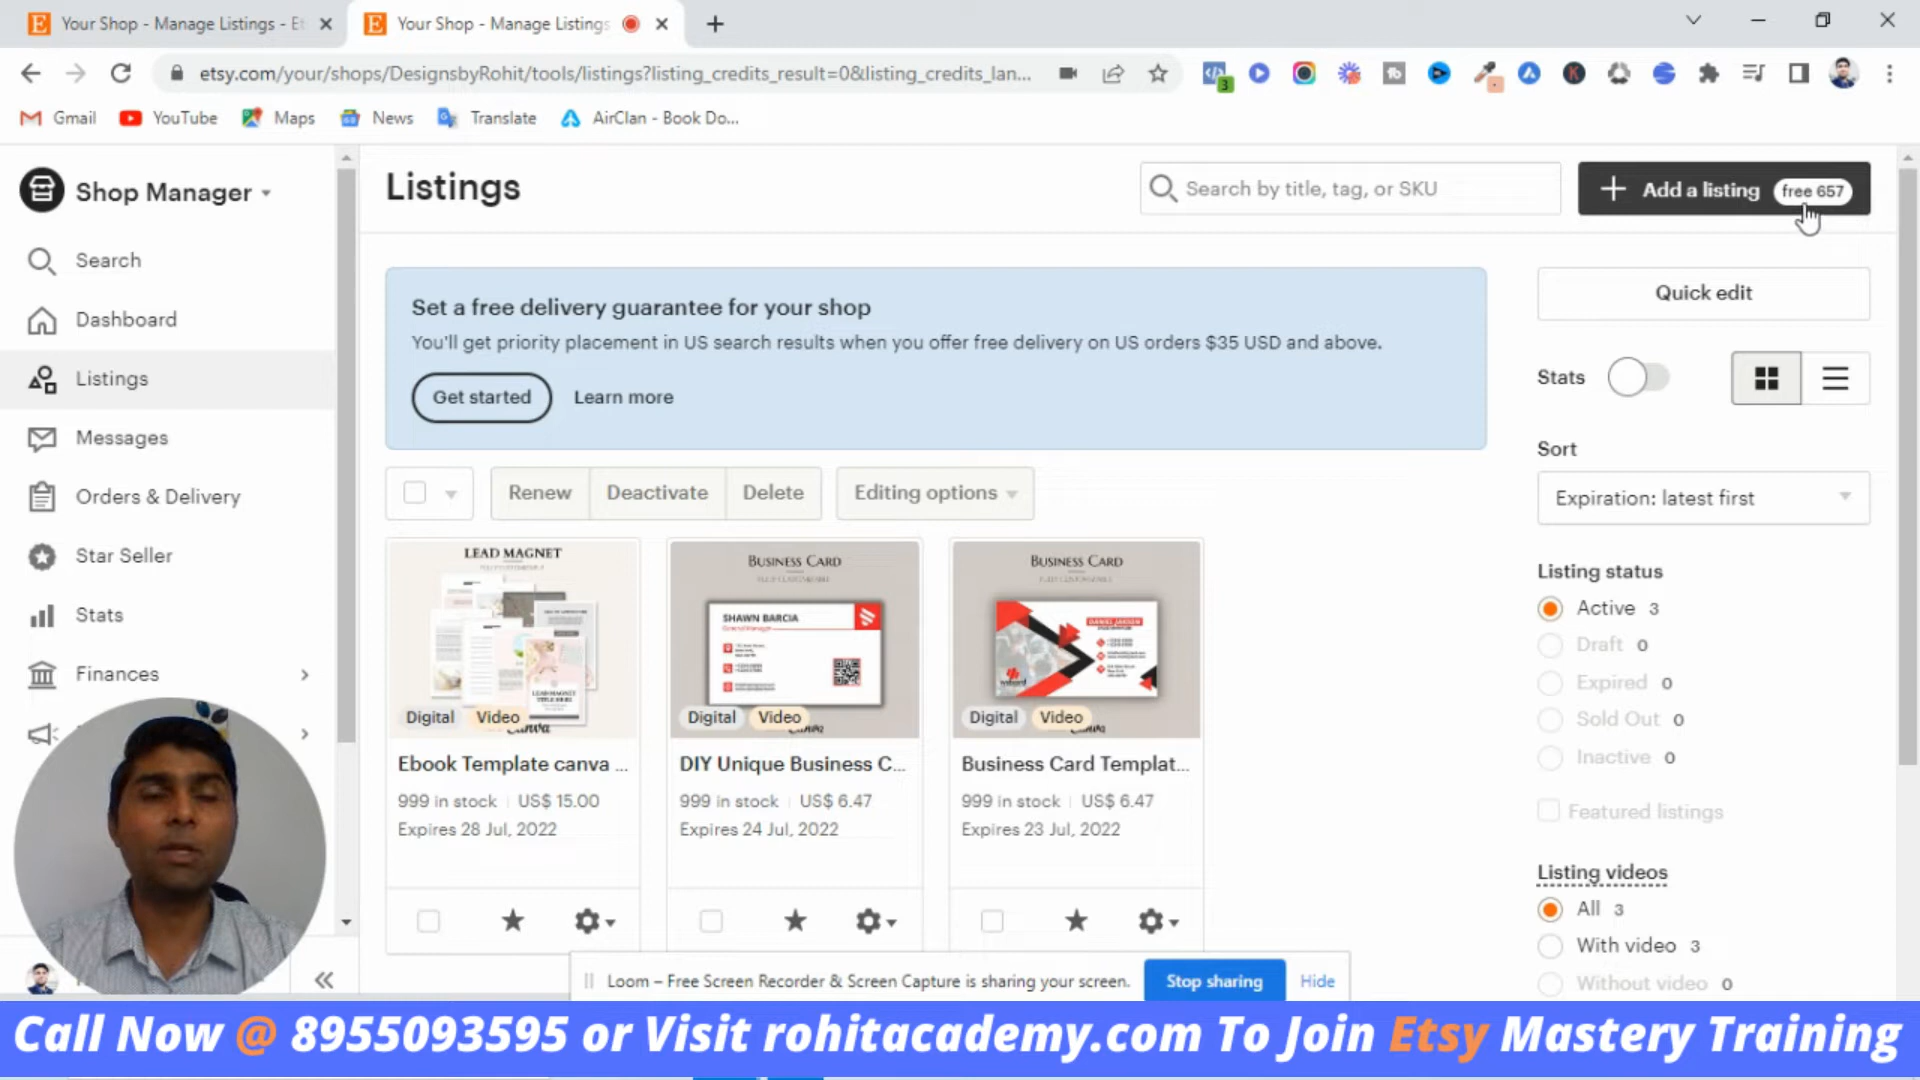 Your Shop - Manage Listings - Et
Your Shop - Manage Listings
etsy.com/your/shops/DesignsbyRohit/tools/listings?listing_credits_result=0&listing_credits_lan...
3
Gmail
YouTube
Maps
News
Translate
AirClan - Book Do...
Shop Manager
Listings
Search by title, tag, or SKU
Add a listing
free 657
Search
Dashboard
Listings
Messages
Orders & Delivery
Star Seller
Stats
Finances
Set a free delivery guarantee for your shop
You'll get priority placement in US search results when you offer free delivery on US orders $35 USD and above.
Get started
Learn more
Quick edit
Stats
Sort
Expiration: latest first
Renew
Deactivate
Delete
Editing options
LEAD MAGNET
LEAD MAGNET
TITLE HERE
Digital
Video
Canva
Ebook Template canva ...
999 in stock
US$ 15.00
Expires 28 Jul, 2022
BUSINESS CARD
SHAWN BARCIA
General Manager
Digital
Video
DIY Unique Business C...
999 in stock
US$ 6.47
Expires 24 Jul, 2022
BUSINESS CARD
Digital
Video
Business Card Templat...
999 in stock
US$ 6.47
Expires 23 Jul, 2022
Listing status
Active 3
Draft 0
Expired 0
Sold Out 0
Inactive 0
Featured listings
Listing videos
All 3
With video 3
Without video 0
Loom – Free Screen Recorder & Screen Capture is sharing your screen.
Stop sharing
Hide
Call Now @ 8955093595 or Visit rohitacademy.com To Join Etsy Mastery Training